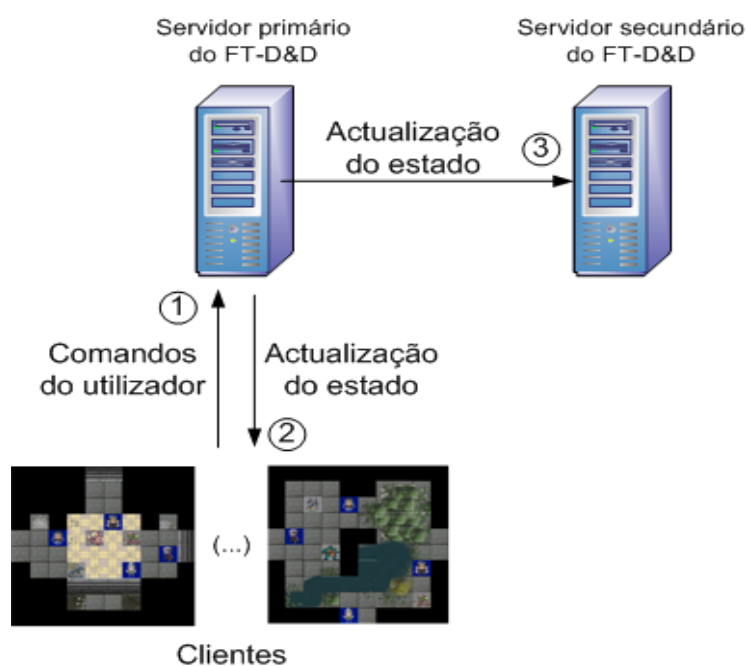 Servidor primário
do FT-D&D
Servidor secundário
do FT-D&D
Actualização
do estado
3
1
Comandos
do utilizador
Actualização
do estado
2
(...)
Clientes